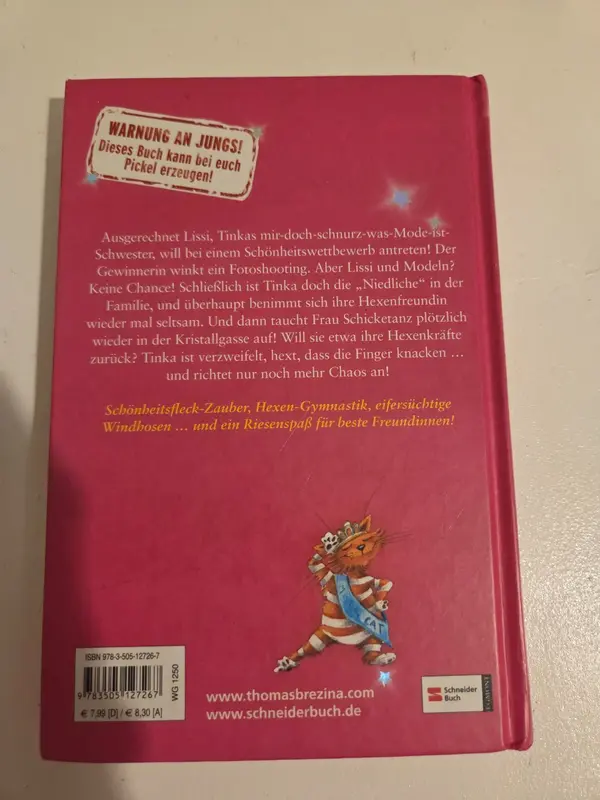 WARNUNG AN JUNGS!
Dieses Buch kann bei euch
Pickel erzeugen!
Ausgerechnet Lissi, Tinkas mir-doch-schnurz-was-Mode-ist-
Schwester, will bei einem Schönheitswettbewerb antreten! Der
Gewinnerin winkt ein Fotoshooting. Aber Lissi und Modeln?
Keine Chance! Schließlich ist Tinka doch die „Niedliche“ in der
Familie, und überhaupt benimmt sich ihre Hexenfreundin
wieder mal seltsam. Und dann taucht Frau Schicketanz plötzlich
wieder in der Kristallgasse auf! Will sie etwa ihre Hexenkräfte
zurück? Tinka ist verzweifelt, hext, dass die Finger knacken ...
und richtet nur noch mehr Chaos an!
Schönheitsfleck-Zauber, Hexen-Gymnastik, eifersüchtige
Windhosen ... und ein Riesenspaß für beste Freundinnen!
CAT
ISBN 978-3-505-12726-7
9 783505 127267
WG 1250
€ 7,99 [D] / € 8,30 [A]
www.thomasbrezina.com
www.schneiderbuch.de
Schneider
Buch
EGMONT